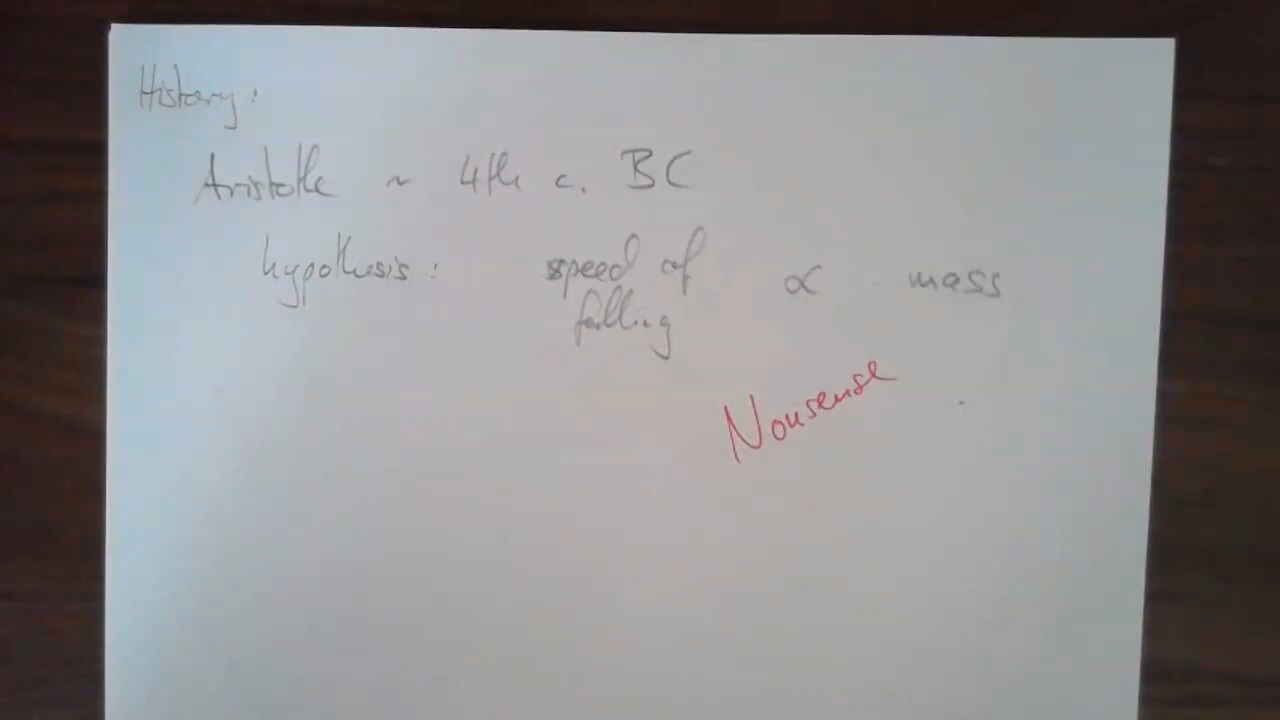 History:
Aristotle ~ 4th c. BC
hypothesis: speed of ∝ mass
falling
Nonsense